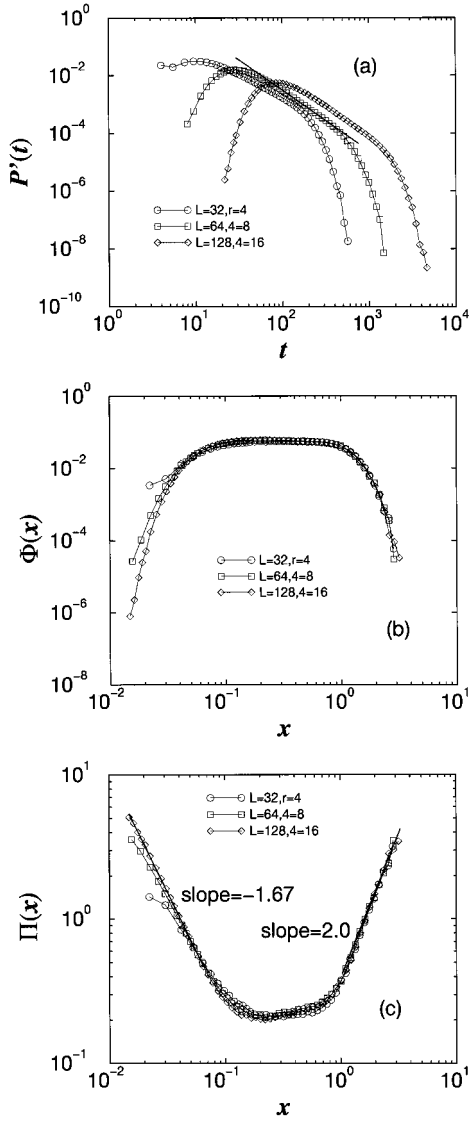 10^0
10^-2
10^-4
10^-6
10^-8
10^-10
P'(t)
(a)
L=32,r=4
L=64,4=8
L=128,4=16
10^0 10^1 10^2 10^3 10^4
t
10^0
10^-2
10^-4
10^-6
10^-8
Φ(x)
L=32,r=4
L=64,4=8
L=128,4=16
(b)
10^-2 10^-1 10^0 10^1
x
10^1
10^0
10^-1
Π(x)
L=32,r=4
L=64,4=8
L=128,4=16
slope=−1.67
slope=2.0
(c)
10^-2 10^-1 10^0 10^1
x